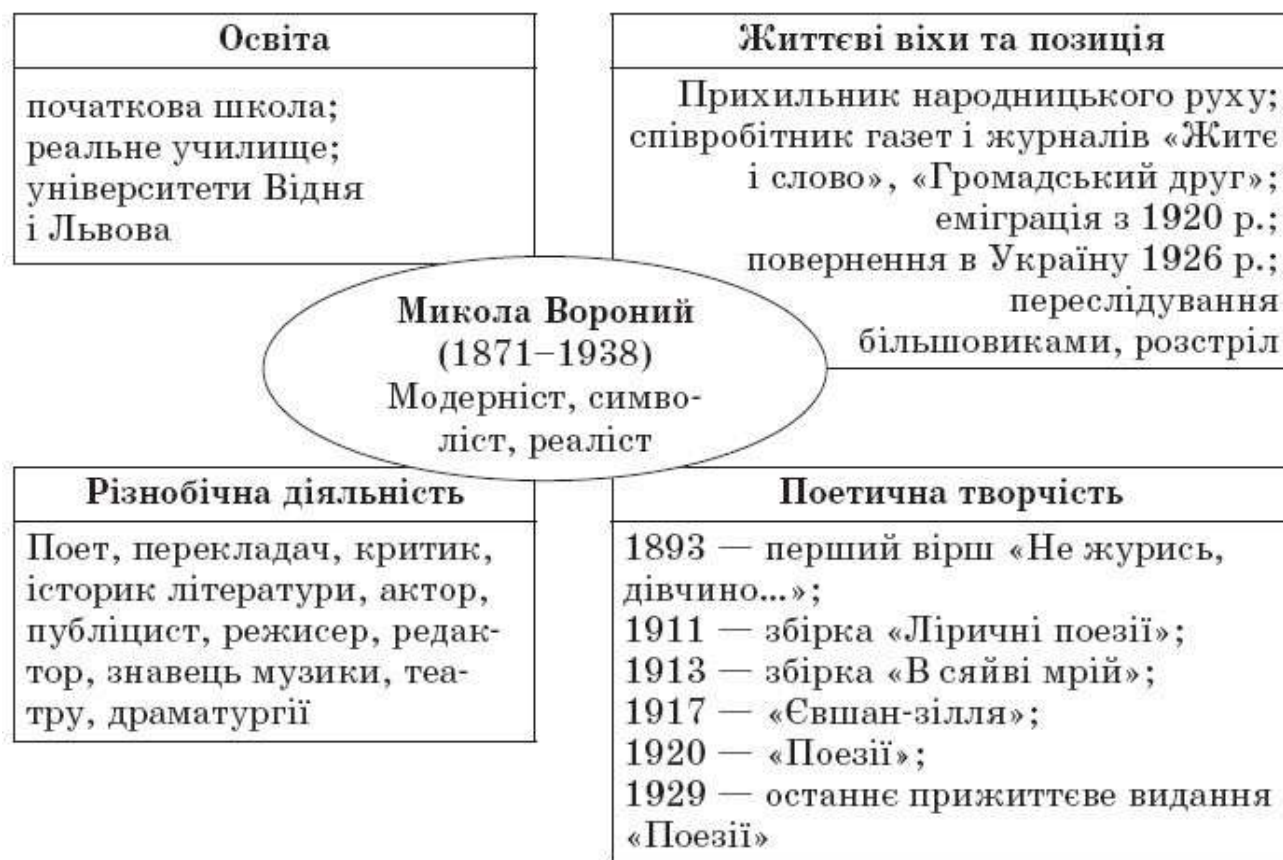 Освіта
початкова школа;
реальне училище;
університети Відня
і Львова
Життєві віхи та позиція
Прихильник народницького руху;
співробітник газет і журналів «Житє
і слово», «Громадський друг»;
еміграція з 1920 р.;
повернення в Україну 1926 р.;
переслідування
більшовиками, розстріл
Микола Вороний
(1871–1938)
Модерніст, симво-
ліст, реаліст
Різнобічна діяльність
Поет, перекладач, критик,
історик літератури, актор,
публіцист, режисер, редак-
тор, знавець музики, теа-
тру, драматургії
Поетична творчість
1893 — перший вірш «Не журись,
дівчино...»;
1911 — збірка «Ліричні поезії»;
1913 — збірка «В сяйві мрій»;
1917 — «Євшан-зілля»;
1920 — «Поезії»;
1929 — останнє прижиттєве видання
«Поезії»